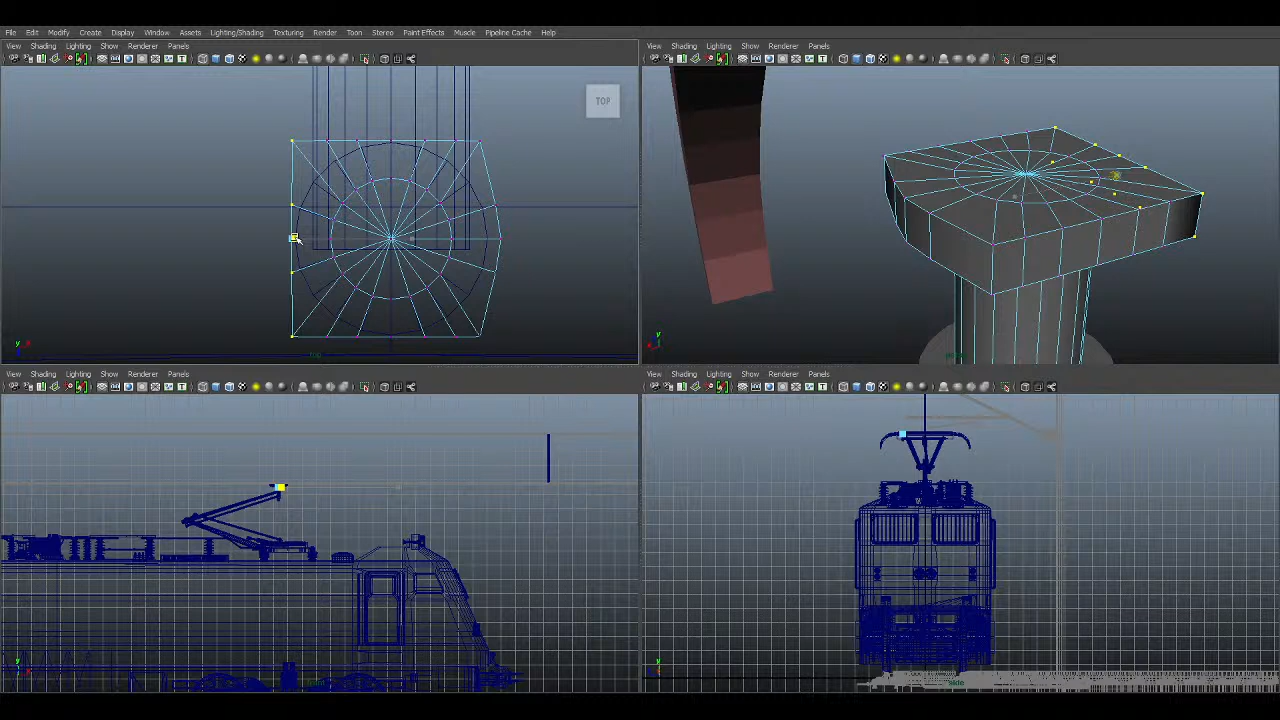 File Edit Modify Create Display Window Assets Lighting/Shading Texturing Render Toon Stereo Paint Effects Muscle Pipeline Cache Help
View Shading Lighting Show Renderer Panels
View Shading Lighting Show Renderer Panels
TOP
y
x
top
y
View Shading Lighting Show Renderer Panels
View Shading Lighting Show Renderer Panels
y
x
y
side